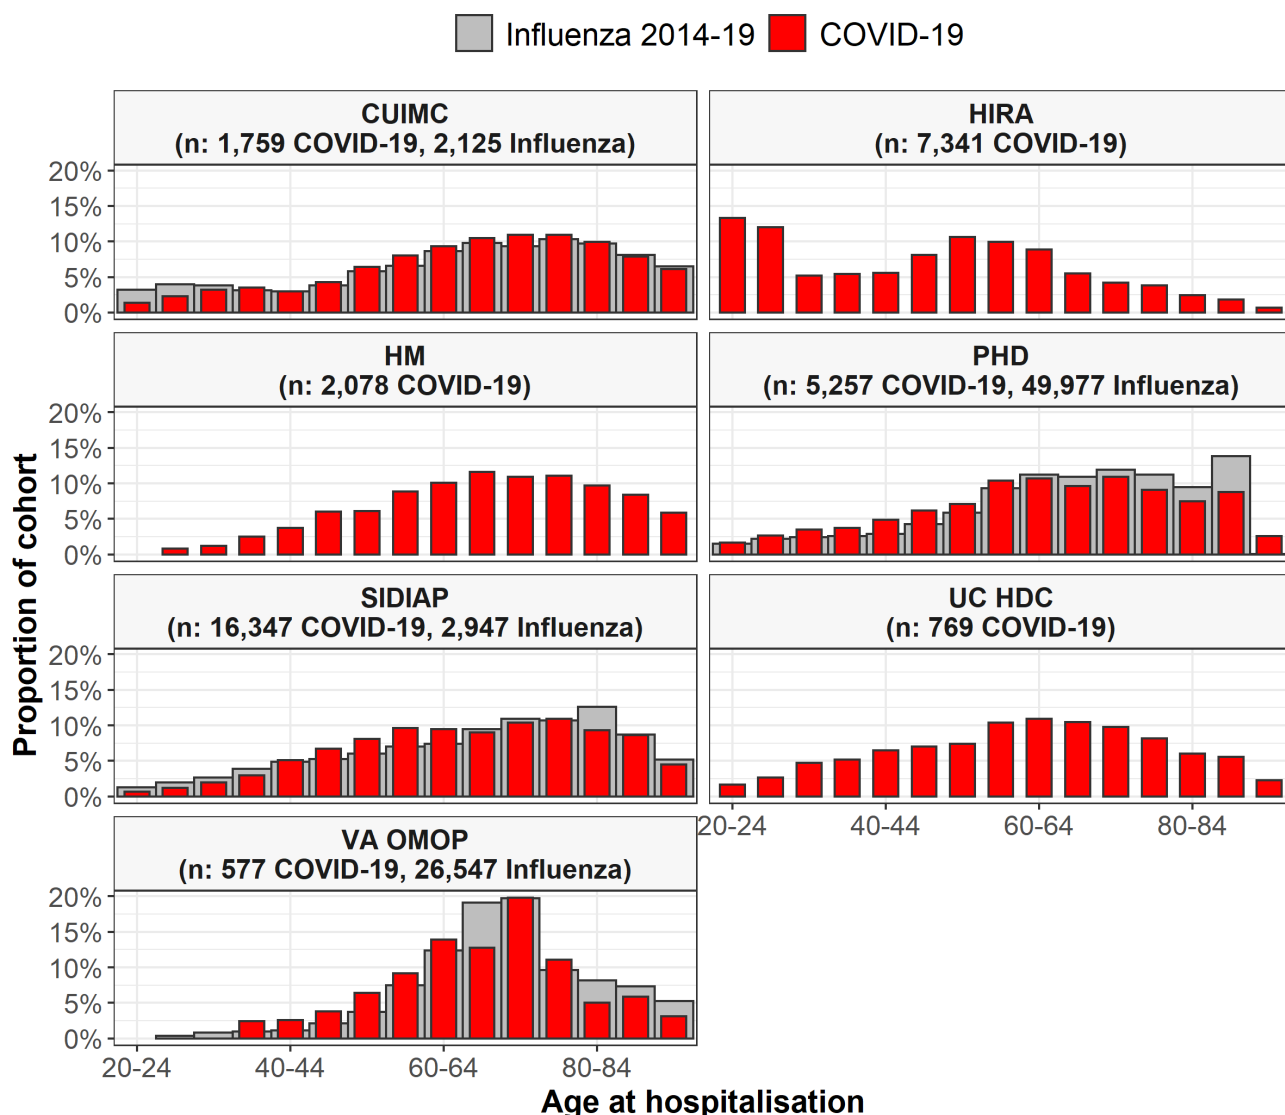 Influenza 2014-19 COVID-19
CUIMC
(n: 1,759 COVID-19, 2,125 Influenza)
HIRA
(n: 7,341 COVID-19)
20%
15%
10%
5%
0%
HM
(n: 2,078 COVID-19)
PHD
(n: 5,257 COVID-19, 49,977 Influenza)
20%
15%
10%
5%
0%
Proportion of cohort
SIDIAP
(n: 16,347 COVID-19, 2,947 Influenza)
UC HDC
(n: 769 COVID-19)
20%
15%
10%
5%
0%
20-24 40-44 60-64 80-84
VA OMOP
(n: 577 COVID-19, 26,547 Influenza)
20%
15%
10%
5%
0%
20-24 40-44 60-64 80-84
Age at hospitalisation